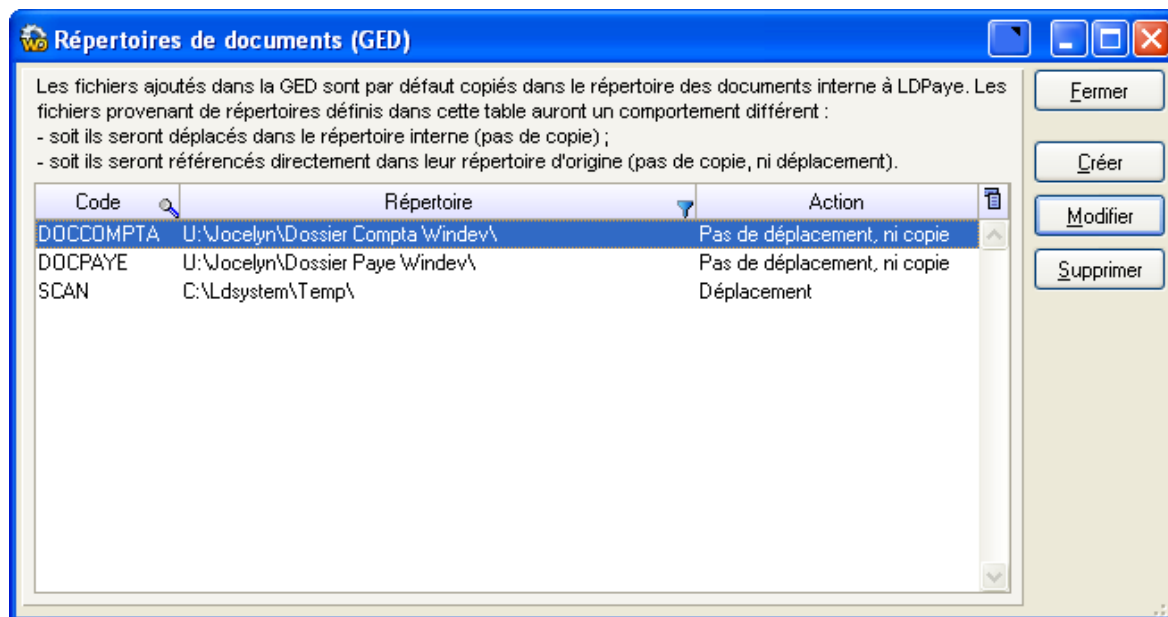 Répertoires de documents (GED)
Les fichiers ajoutés dans la GED sont par défaut copiés dans le répertoire des documents interne à LDPaye. Les
fichiers provenant de répertoires définis dans cette table auront un comportement différent :
- soit ils seront déplacés dans le répertoire interne (pas de copie) ;
- soit ils seront référencés directement dans leur répertoire d'origine (pas de copie, ni déplacement).
Code Répertoire Action
DOCCOMPTA U:\Jocelyn\Dossier Compta Windev\ Pas de déplacement, ni copie
DOCPAYE U:\Jocelyn\Dossier Paye Windev\ Pas de déplacement, ni copie
SCAN C:\Ldsystem\Temp\ Déplacement
Fermer
Créer
Modifier
Supprimer